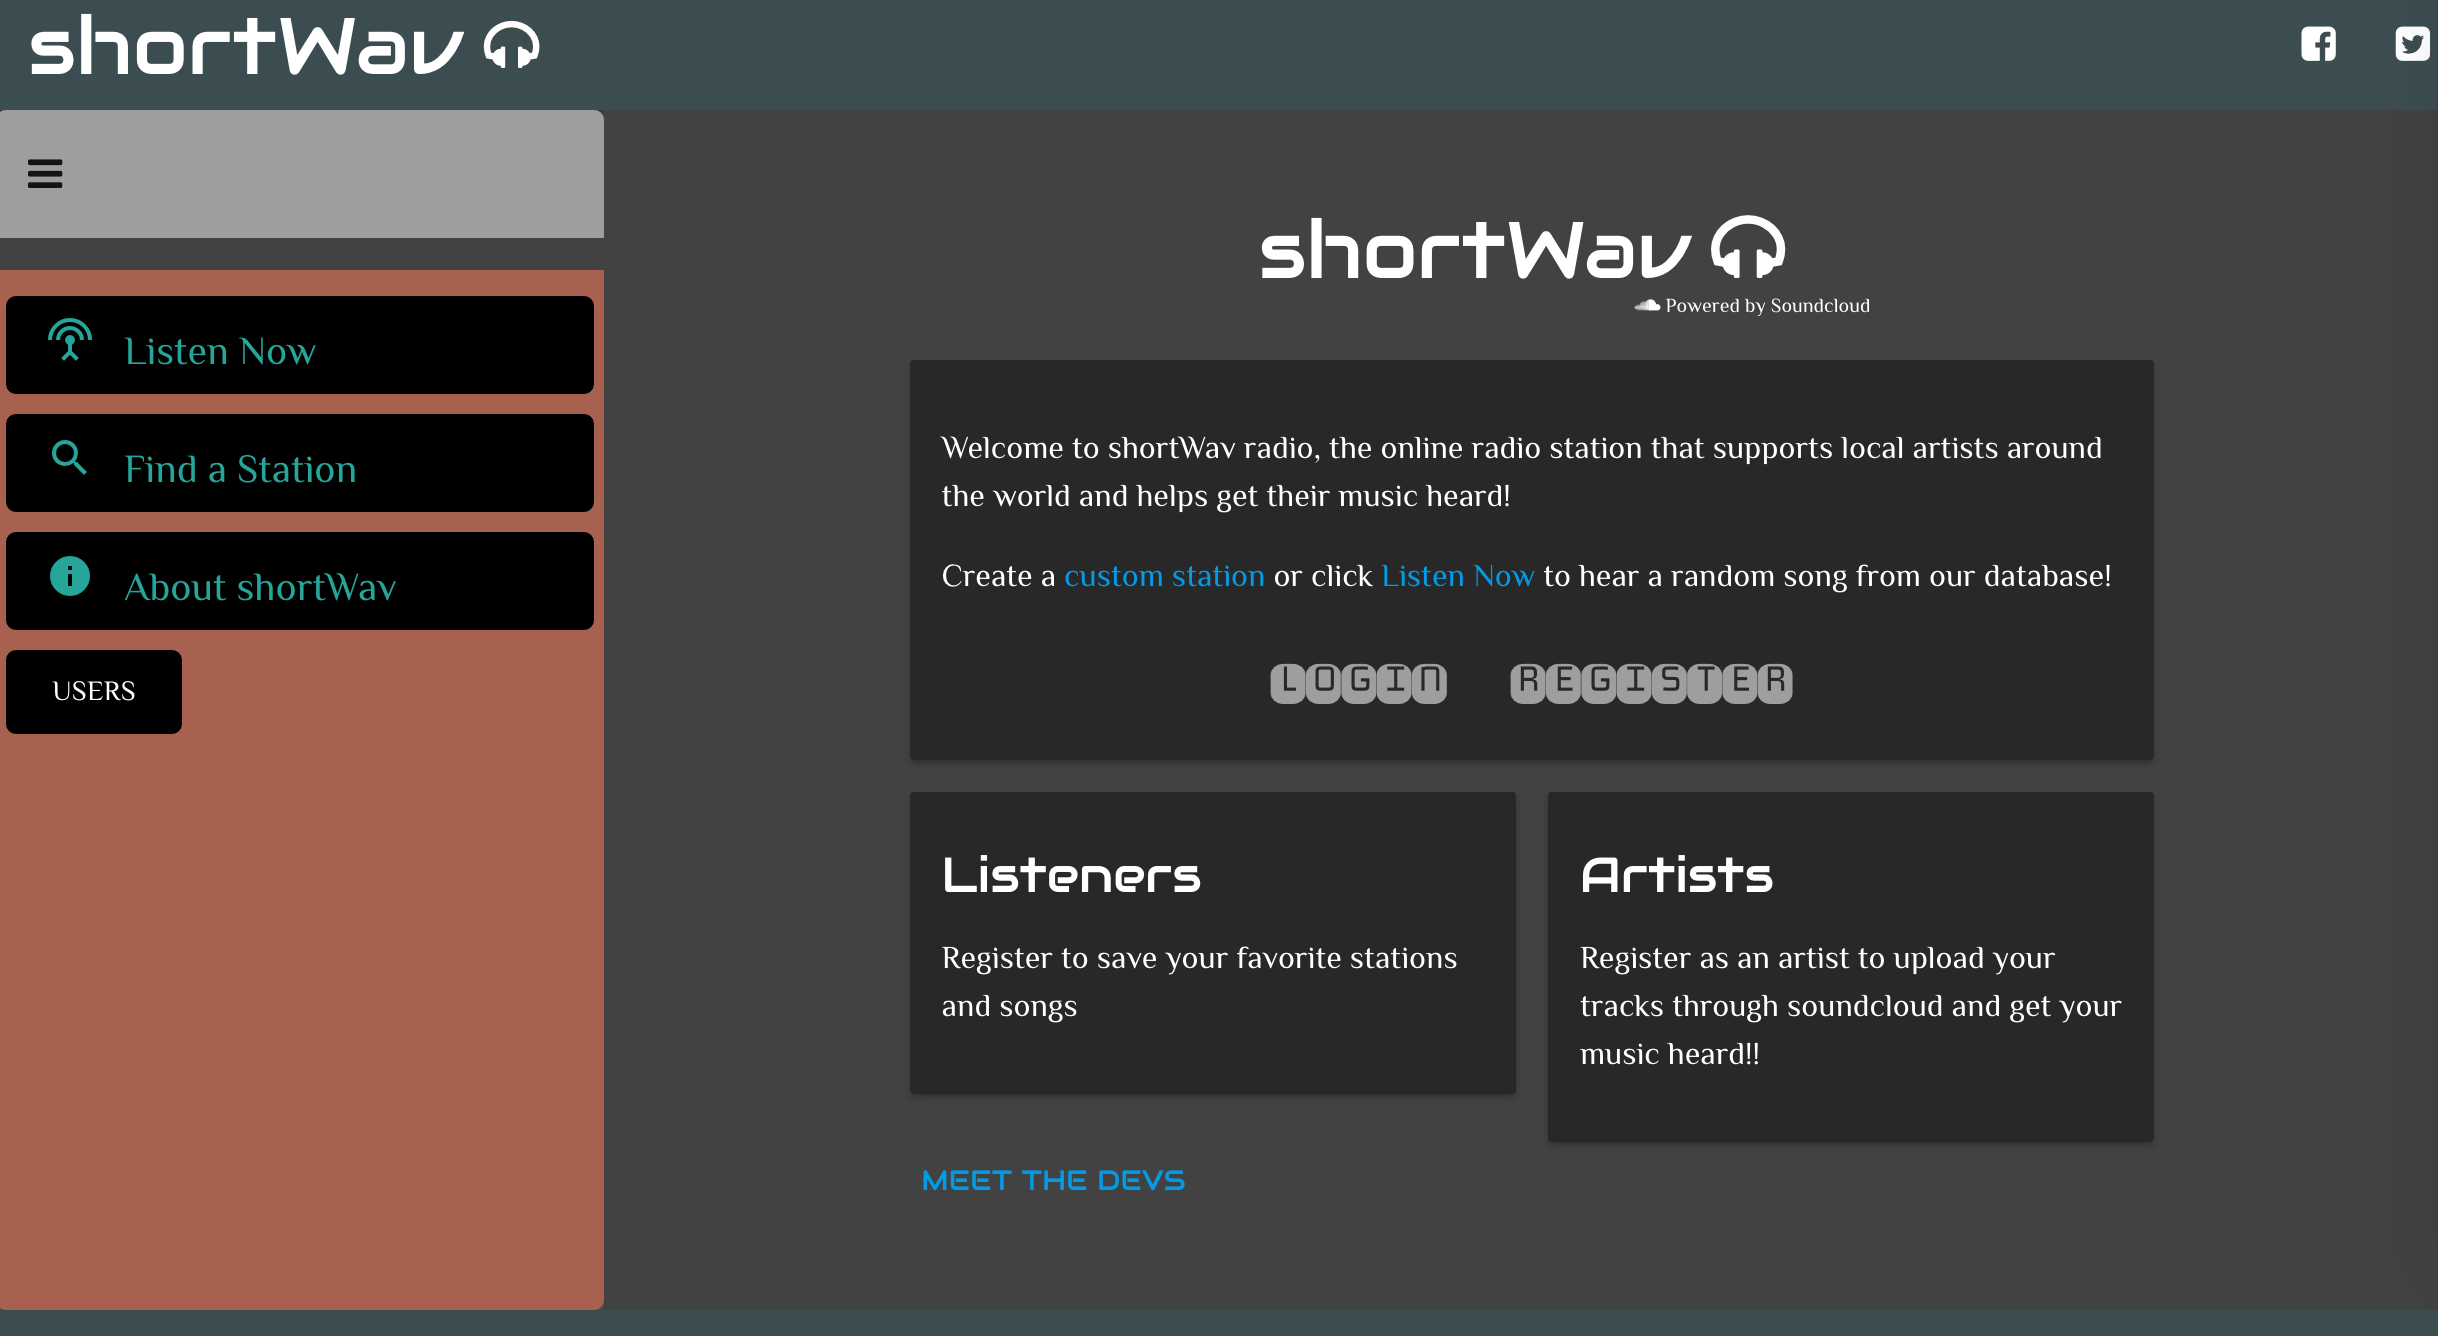 shortWav
Listen Now
Find a Station
About shortWav
USERS
shortWav
Powered by Soundcloud
Welcome to shortWav radio, the online radio station that supports local artists around
the world and helps get their music heard!
Create a custom station or click Listen Now to hear a random song from our database!
LOGIN REGISTER
Listeners
Register to save your favorite stations
and songs
Artists
Register as an artist to upload your
tracks through soundcloud and get your
music heard!!
MEET THE DEVS